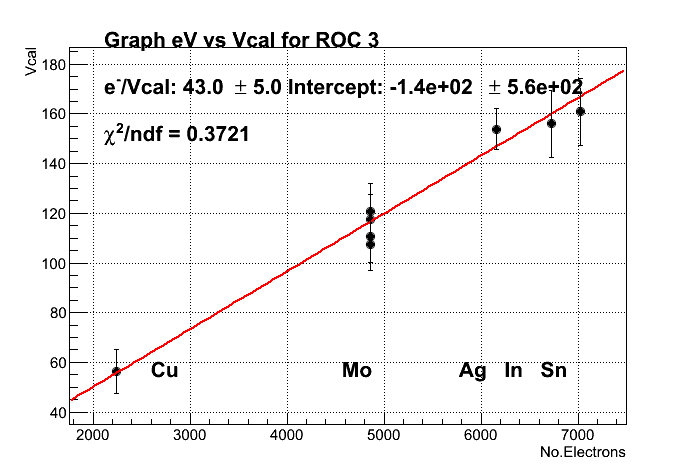 Graph eV vs Vcal for ROC 3
Vcal
e⁻/Vcal: 43.0 ± 5.0 Intercept: -1.4e+02 ± 5.6e+02
χ²/ndf = 0.3721
180
160
140
120
100
80
60
40
Cu Mo Ag In Sn
2000 3000 4000 5000 6000 7000
No.Electrons